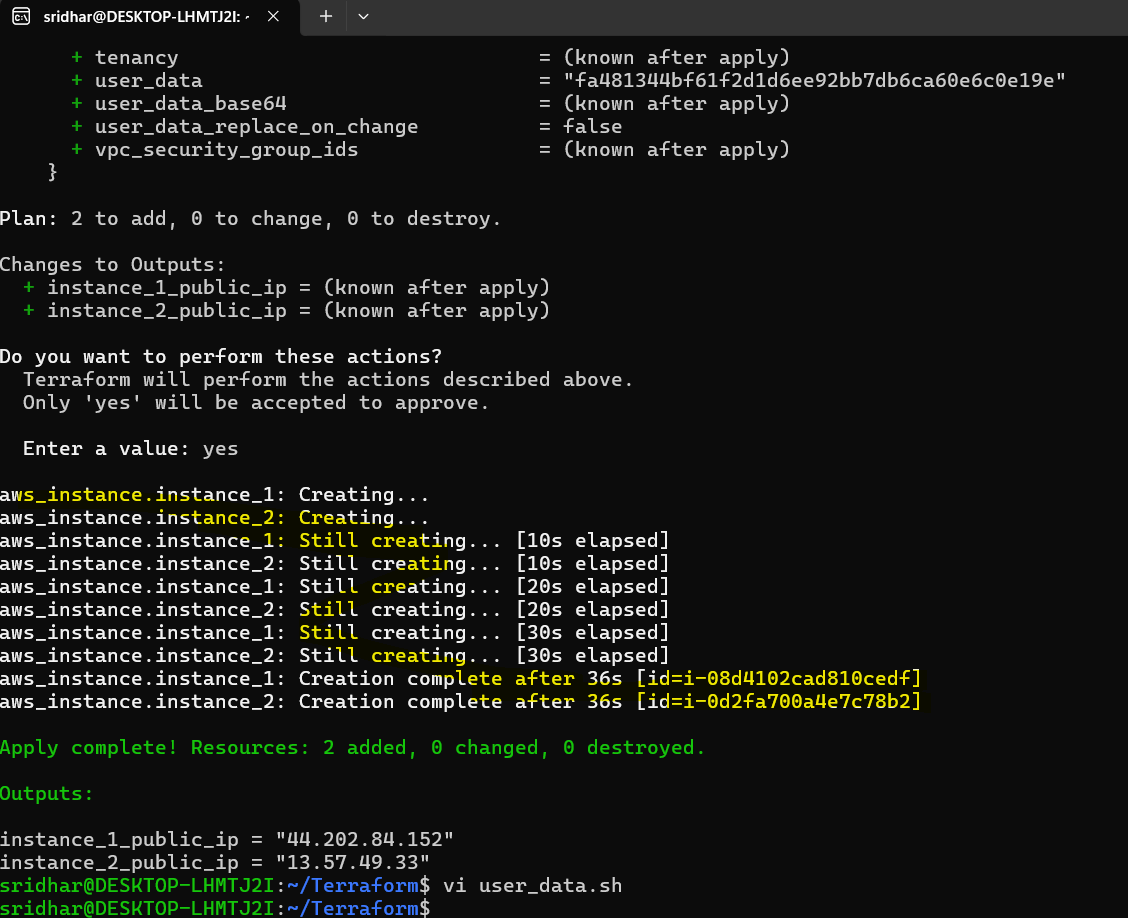 sridhar@DESKTOP-LHMTJ2I: ~
+ tenancy = (known after apply)
+ user_data = "fa481344bf61f2d1d6ee92bb7db6ca60e6c0e19e"
+ user_data_base64 = (known after apply)
+ user_data_replace_on_change = false
+ vpc_security_group_ids = (known after apply)
}
Plan: 2 to add, 0 to change, 0 to destroy.
Changes to Outputs:
+ instance_1_public_ip = (known after apply)
+ instance_2_public_ip = (known after apply)
Do you want to perform these actions?
Terraform will perform the actions described above.
Only 'yes' will be accepted to approve.
Enter a value: yes
aws_instance.instance_1: Creating...
aws_instance.instance_2: Creating...
aws_instance.instance_1: Still creating... [10s elapsed]
aws_instance.instance_2: Still creating... [10s elapsed]
aws_instance.instance_1: Still creating... [20s elapsed]
aws_instance.instance_2: Still creating... [20s elapsed]
aws_instance.instance_1: Still creating... [30s elapsed]
aws_instance.instance_2: Still creating... [30s elapsed]
aws_instance.instance_1: Creation complete after 36s [id=i-08d4102cad810cedf]
aws_instance.instance_2: Creation complete after 36s [id=i-0d2fa700a4e7c78b2]
Apply complete! Resources: 2 added, 0 changed, 0 destroyed.
Outputs:
instance_1_public_ip = "44.202.84.152"
instance_2_public_ip = "13.57.49.33"
sridhar@DESKTOP-LHMTJ2I:~/Terraform$ vi user_data.sh
sridhar@DESKTOP-LHMTJ2I:~/Terraform$